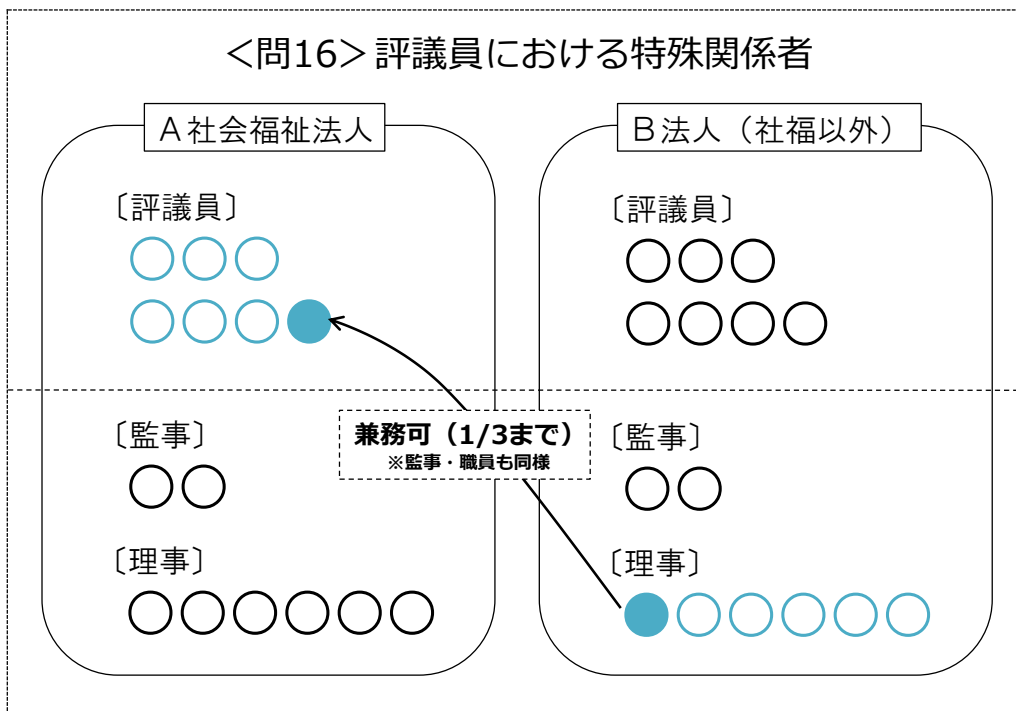 ＜問16＞評議員における特殊関係者
Ａ社会福祉法人
Ｂ法人（社福以外）
〔評議員〕
〔評議員〕
兼務可（1/3まで）
※監事・職員も同様
〔監事〕
〔監事〕
〔理事〕
〔理事〕